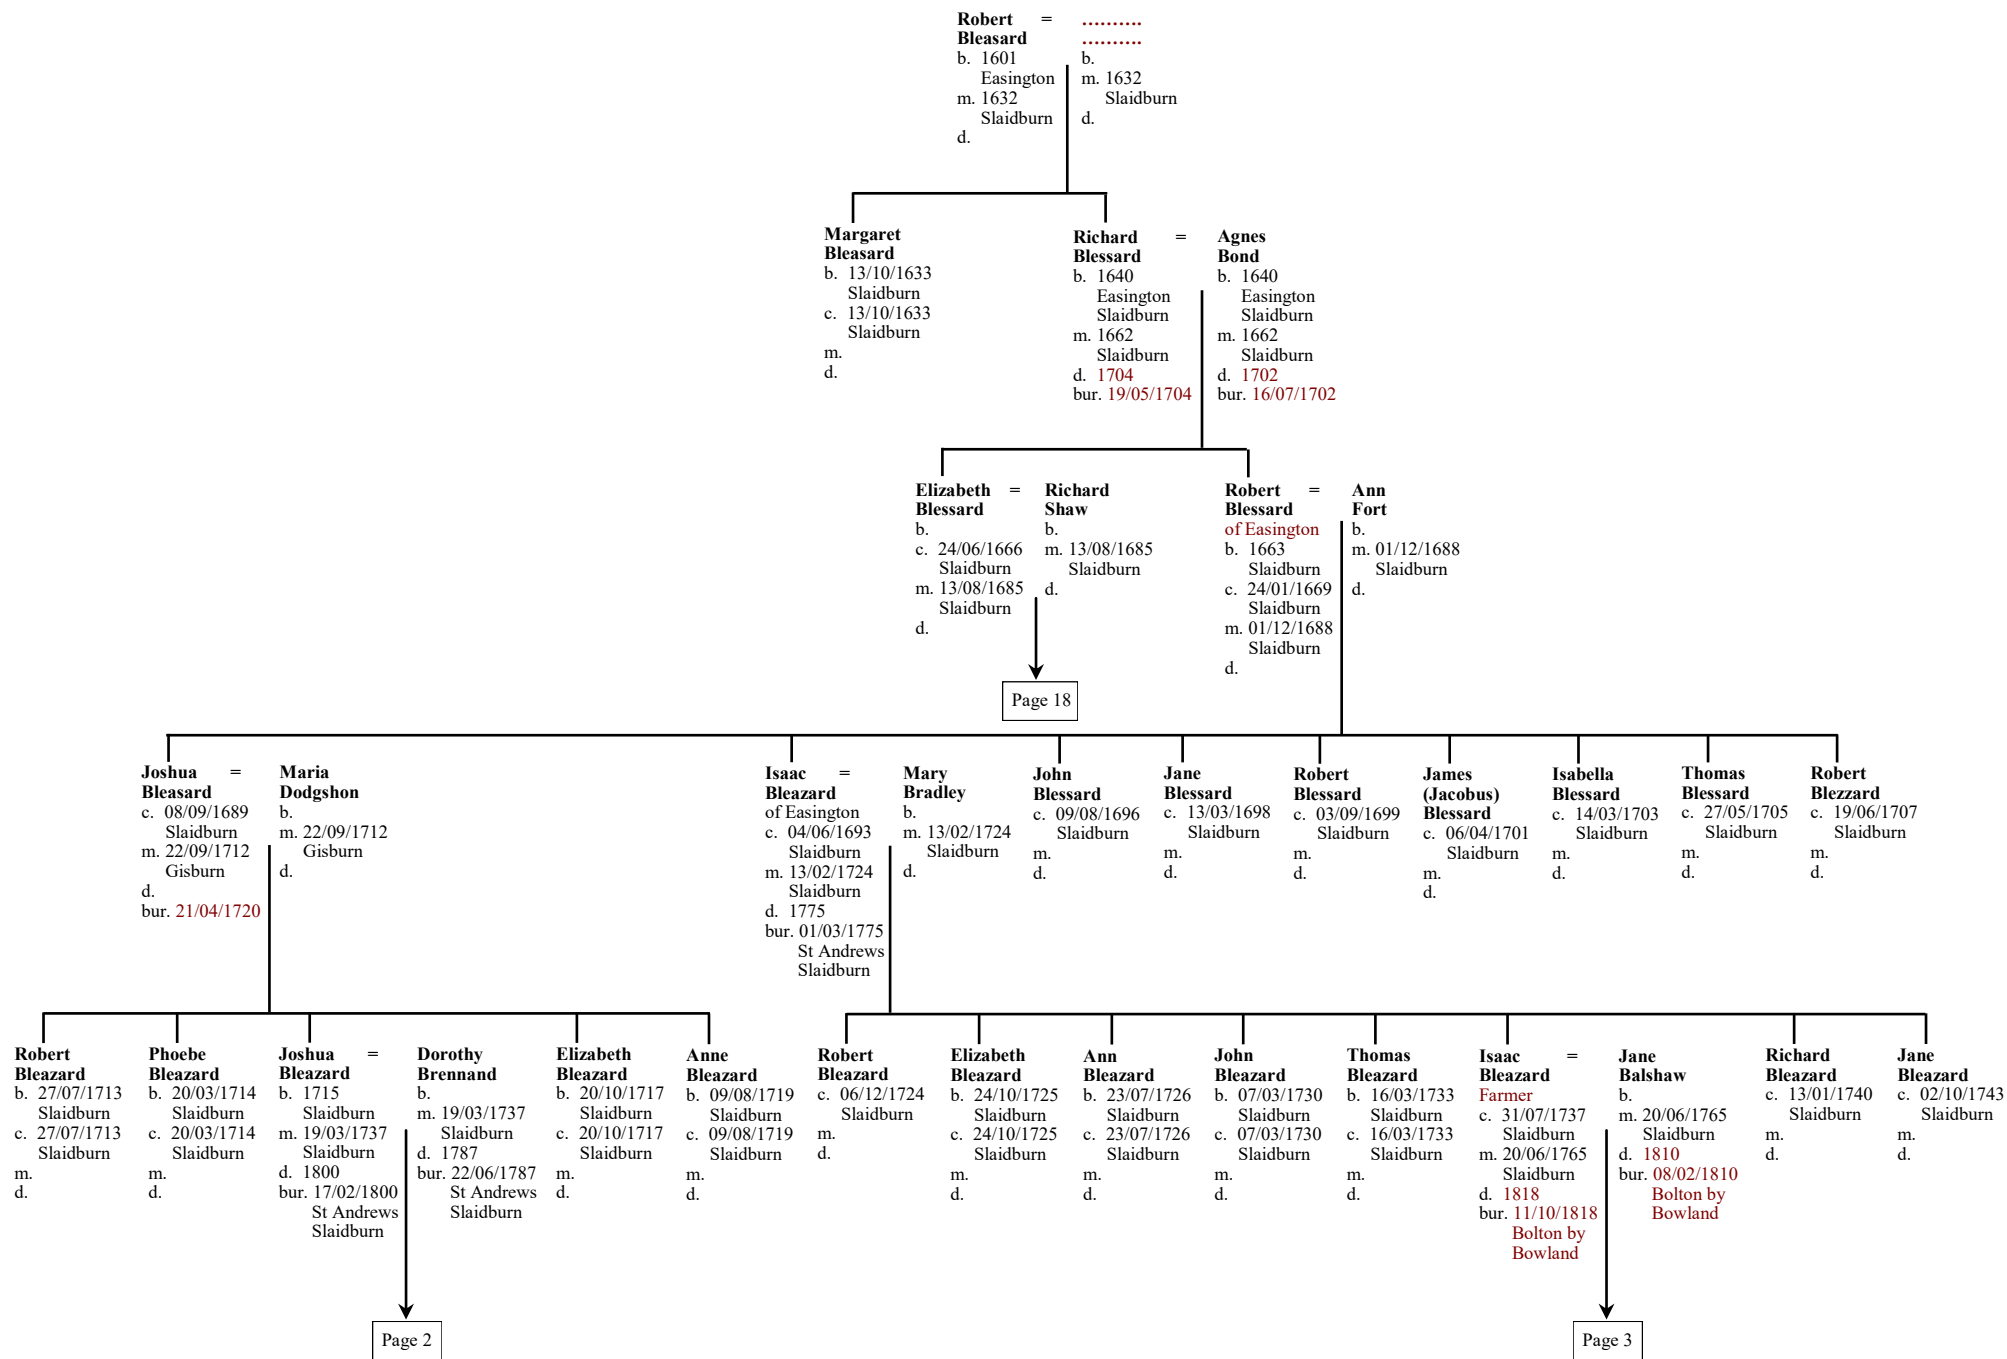 Robert =
Bleasard
b. 1601
Easington
m. 1632
Slaidburn
d.
..........
..........
b.
m. 1632
Slaidburn
d.
Margaret
Bleasard
b. 13/10/1633
Slaidburn
c. 13/10/1633
Slaidburn
m.
d.
Richard =
Blessard
b. 1640
Easington
Slaidburn
m. 1662
Slaidburn
d. 1704
bur. 19/05/1704
Agnes
Bond
b. 1640
Easington
Slaidburn
m. 1662
Slaidburn
d. 1702
bur. 16/07/1702
Elizabeth =
Blessard
b.
c. 24/06/1666
Slaidburn
m. 13/08/1685
Slaidburn
d.
Richard
Shaw
b.
m. 13/08/1685
Slaidburn
d.
Robert =
Blessard
of Easington
b. 1663
Slaidburn
c. 24/01/1669
Slaidburn
m. 01/12/1688
Slaidburn
d.
Ann
Fort
b.
m. 01/12/1688
Slaidburn
d.
Page 18
Joshua =
Bleasard
c. 08/09/1689
Slaidburn
m. 22/09/1712
Gisburn
d.
bur. 21/04/1720
Maria
Dodgshon
b.
m. 22/09/1712
Gisburn
d.
Isaac =
Bleazard
of Easington
c. 04/06/1693
Slaidburn
m. 13/02/1724
Slaidburn
d. 1775
bur. 01/03/1775
St Andrews
Slaidburn
Mary
Bradley
b.
m. 13/02/1724
Slaidburn
d.
John
Blessard
c. 09/08/1696
Slaidburn
m.
d.
Jane
Blessard
c. 13/03/1698
Slaidburn
m.
d.
Robert
Blessard
c. 03/09/1699
Slaidburn
m.
d.
James
(Jacobus)
Blessard
c. 06/04/1701
Slaidburn
m.
d.
Isabella
Blessard
c. 14/03/1703
Slaidburn
m.
d.
Thomas
Blessard
c. 27/05/1705
Slaidburn
m.
d.
Robert
Blezzard
c. 19/06/1707
Slaidburn
m.
d.
Robert
Bleazard
b. 27/07/1713
Slaidburn
c. 27/07/1713
Slaidburn
m.
d.
Phoebe
Bleazard
b. 20/03/1714
Slaidburn
c. 20/03/1714
Slaidburn
m.
d.
Joshua =
Bleazard
b. 1715
Slaidburn
m. 19/03/1737
Slaidburn
d. 1800
bur. 17/02/1800
St Andrews
Slaidburn
Dorothy
Brennand
b.
m. 19/03/1737
Slaidburn
d. 1787
bur. 22/06/1787
St Andrews
Slaidburn
Elizabeth
Bleazard
b. 20/10/1717
Slaidburn
c. 20/10/1717
Slaidburn
m.
d.
Anne
Bleazard
b. 09/08/1719
Slaidburn
c. 09/08/1719
Slaidburn
m.
d.
Robert
Bleazard
c. 06/12/1724
Slaidburn
m.
d.
Elizabeth
Bleazard
b. 24/10/1725
Slaidburn
c. 24/10/1725
Slaidburn
m.
d.
Ann
Bleazard
b. 23/07/1726
Slaidburn
c. 23/07/1726
Slaidburn
m.
d.
John
Bleazard
b. 07/03/1730
Slaidburn
c. 07/03/1730
Slaidburn
m.
d.
Thomas
Bleazard
b. 16/03/1733
Slaidburn
c. 16/03/1733
Slaidburn
m.
d.
Isaac =
Bleazard
Farmer
c. 31/07/1737
Slaidburn
m. 20/06/1765
Slaidburn
d. 1818
bur. 11/10/1818
Bolton by
Bowland
Jane
Balshaw
b.
m. 20/06/1765
Slaidburn
d. 1810
bur. 08/02/1810
Bolton by
Bowland
Richard
Bleazard
c. 13/01/1740
Slaidburn
m.
d.
Jane
Bleazard
c. 02/10/1743
Slaidburn
m.
d.
Page 2
Page 3